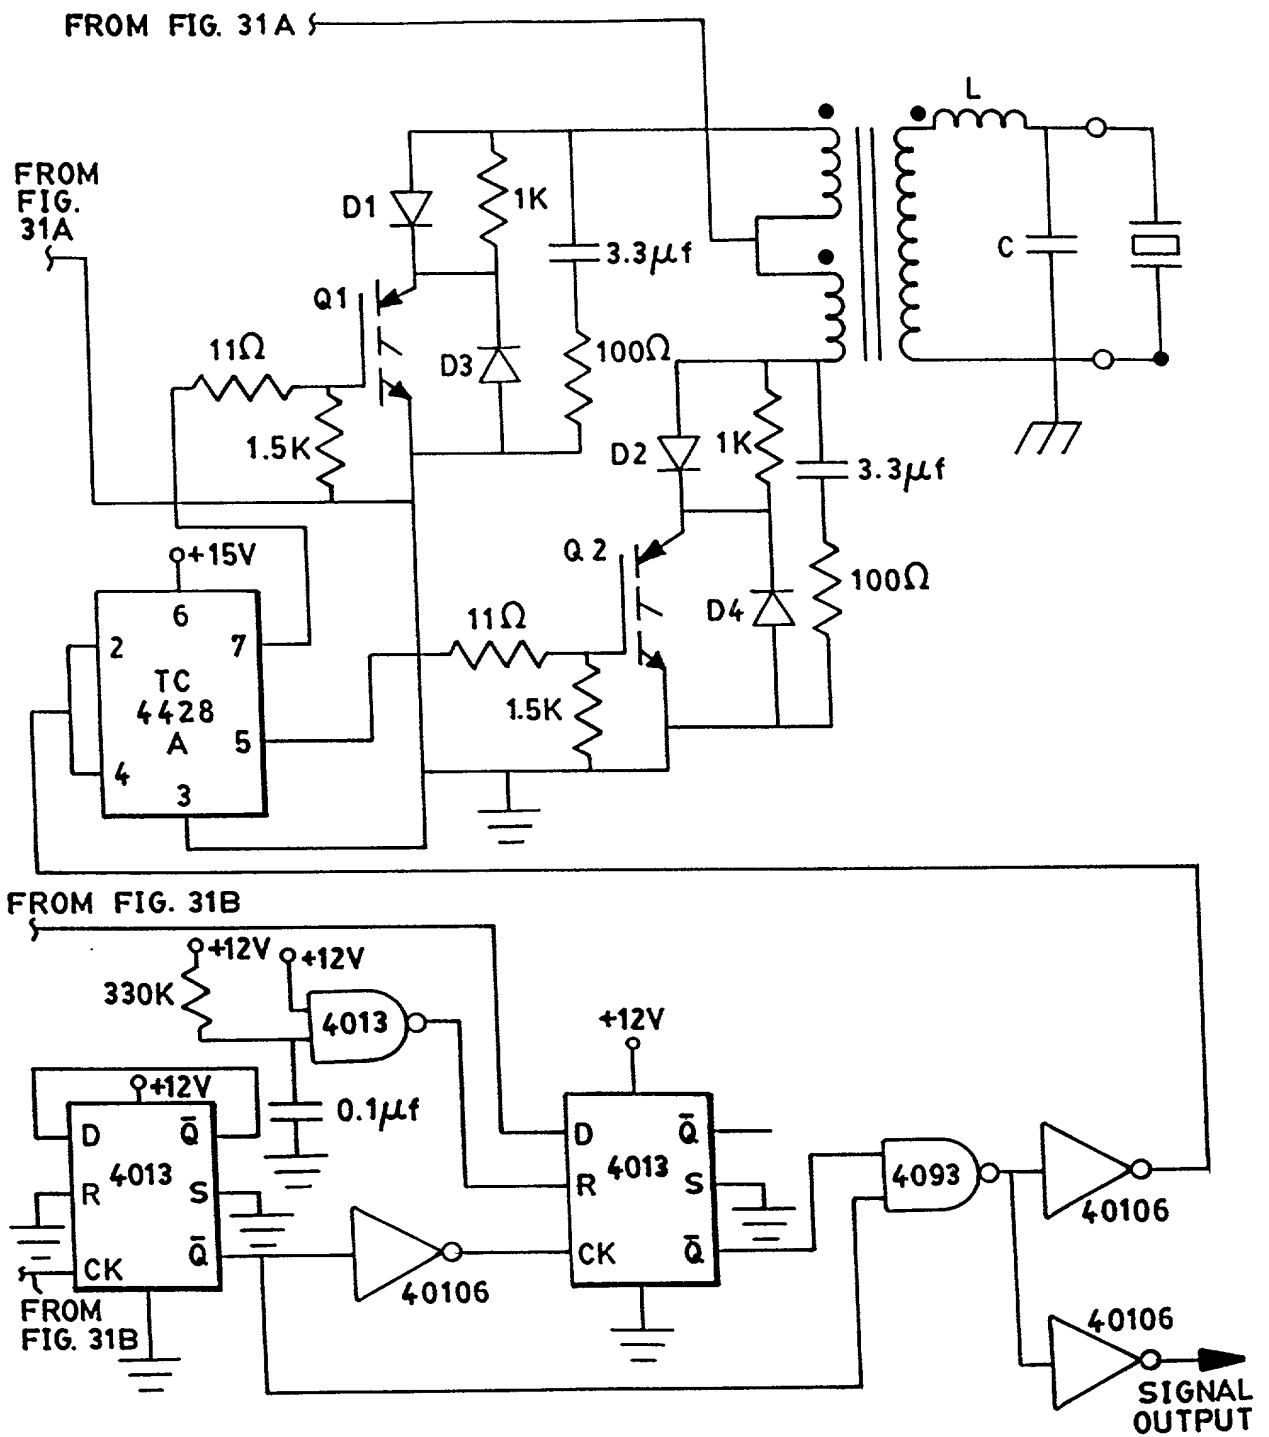 FROM FIG. 31A
L
FROM
FIG.
31A
D1
1K
C
3.3μf
Q1
11Ω
D3
100Ω
1.5K
D2
1K
3.3μf
+15V
Q2
6
11Ω
D4
100Ω
2
7
TC
4428
A
1.5K
5
4
3
FROM FIG. 31B
+12V
+12V
330K
4013
+12V
+12V
0.1μf
D
Q̅
4013
R
S
Q̅
CK
FROM
FIG. 31B
40106
D
Q̅
4013
R
S
CK
Q̅
4093
40106
40106
SIGNAL
OUTPUT